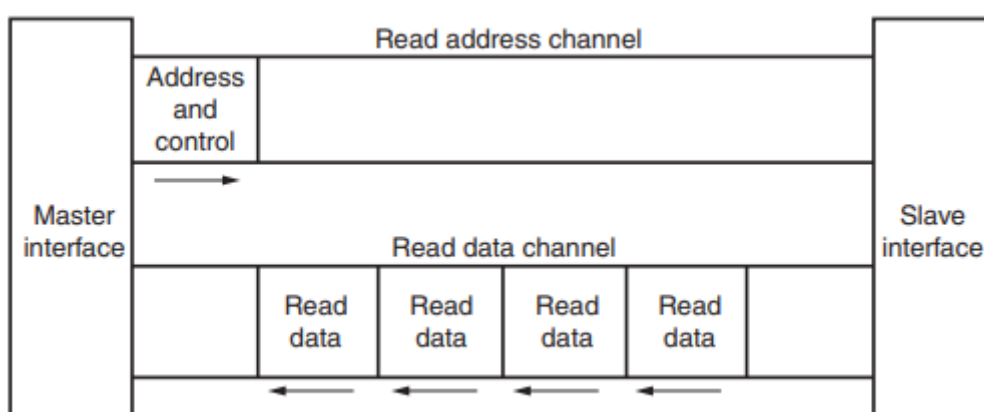 Read address channel
Address
and
control
Master
interface
Slave
interface
Read data channel
Read
data
Read
data
Read
data
Read
data